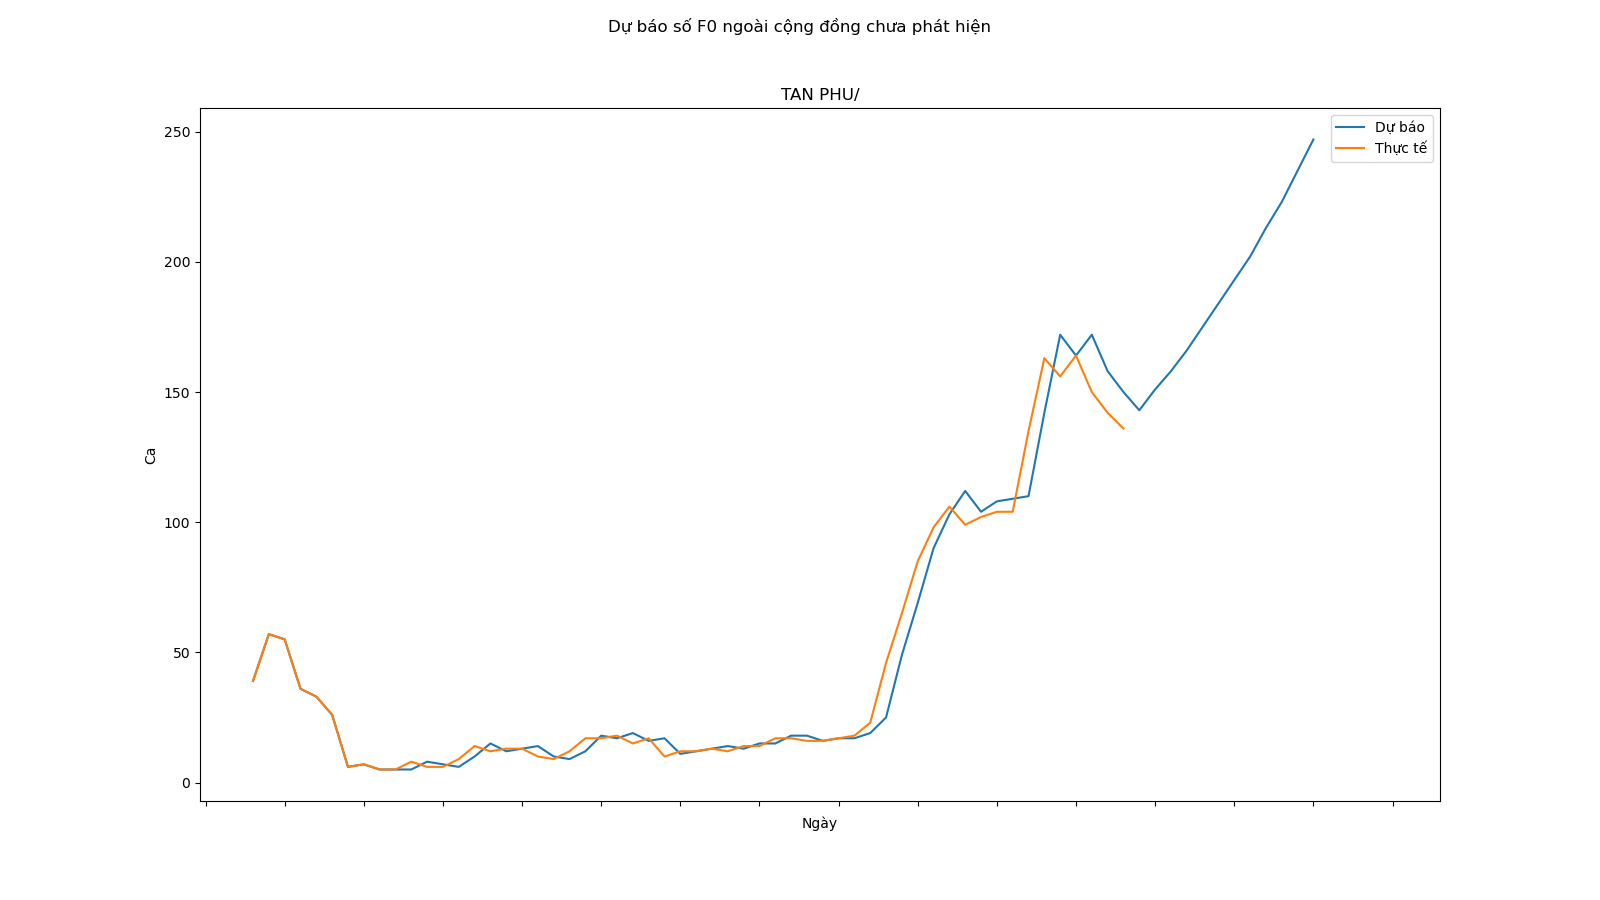 Dự báo số F0 ngoài cộng đồng chưa phát hiện
TAN PHU/
250
200
150
100
50
0
Ca
Ngày
Dự báo
Thực tế